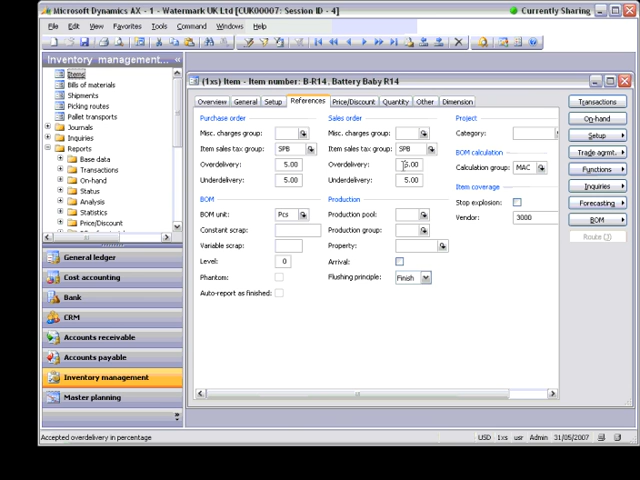 Microsoft Dynamics AX - 1 - Watermark UK Ltd [CUK00007: Session ID - 4]
Currently Sharing
File Edit View Favorites Tools Command Windows Help
Inventory management...
Items
Bills of materials
Shipments
Picking routes
Pallet transports
Journals
Inquiries
Reports
Base data
Transactions
On-hand
Status
Analysis
Statistics
Price/Discount
General ledger
Cost accounting
Bank
CRM
Accounts receivable
Accounts payable
Inventory management
Master planning
(1xs) Item - Item number: B-R14, Battery Baby R14
Overview General Setup References Price/Discount Quantity Other Dimension
Purchase order
Misc. charges group:
Item sales tax group: SPB
Overdelivery: 5.00
Underdelivery: 5.00
BOM
BOM unit: Pcs
Constant scrap:
Variable scrap:
Level: 0
Phantom:
Auto-report as finished:
Sales order
Misc. charges group:
Item sales tax group: SPB
Overdelivery: 5.00
Underdelivery: 5.00
Production
Production pool:
Production group:
Property:
Arrival:
Flushing principle: Finish
Project
Category:
BOM calculation
Calculation group: MAC
Item coverage
Stop explosion:
Vendor: 3000
Transactions
On-hand
Setup
Trade agrmt.
Functions
Inquiries
Forecasting
BOM
Route
Accepted overdelivery in percentage
USD 1xs usr Admin 31/05/2007